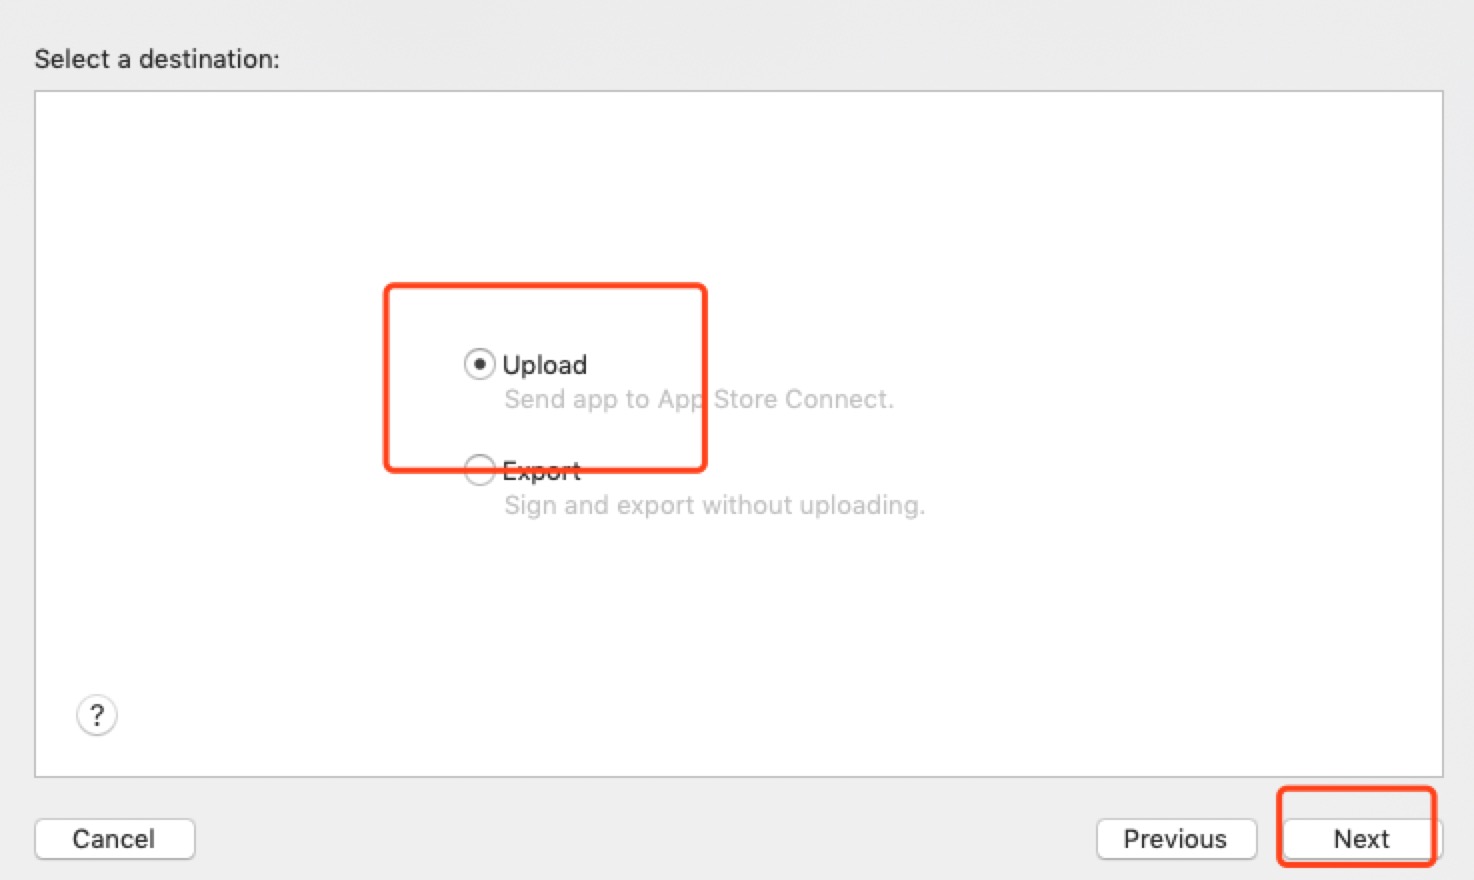 Select a destination:
Upload
Send app to App Store Connect.
Export
Sign and export without uploading.
?
Cancel
Previous
Next